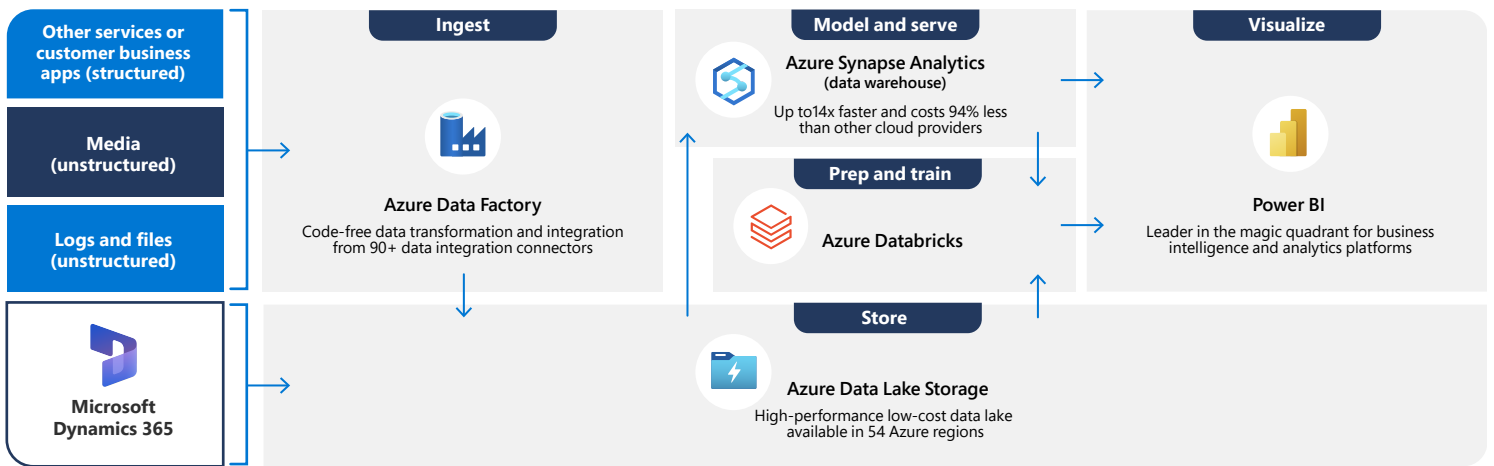 Other services or
customer business
apps (structured)
Media
(unstructured)
Logs and files
(unstructured)
Microsoft
Dynamics 365
Ingest
Azure Data Factory
Code-free data transformation and integration
from 90+ data integration connectors
Model and serve
Azure Synapse Analytics
(data warehouse)
Up to14x faster and costs 94% less
than other cloud providers
Prep and train
Azure Databricks
Visualize
Power BI
Leader in the magic quadrant for business
intelligence and analytics platforms
Store
Azure Data Lake Storage
High-performance low-cost data lake
available in 54 Azure regions